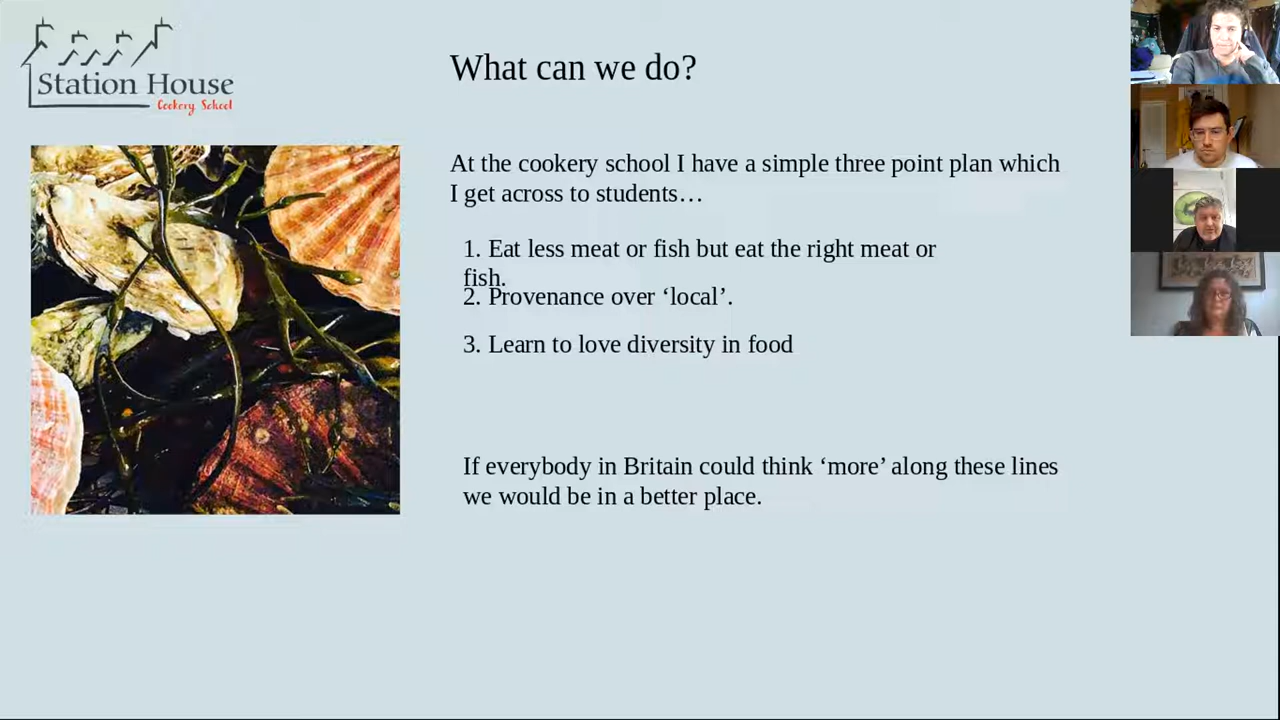 Station House
Cookery School
What can we do?
At the cookery school I have a simple three point plan which
I get across to students…
1. Eat less meat or fish but eat the right meat or
fish.
2. Provenance over ‘local’.
3. Learn to love diversity in food
If everybody in Britain could think ‘more’ along these lines
we would be in a better place.